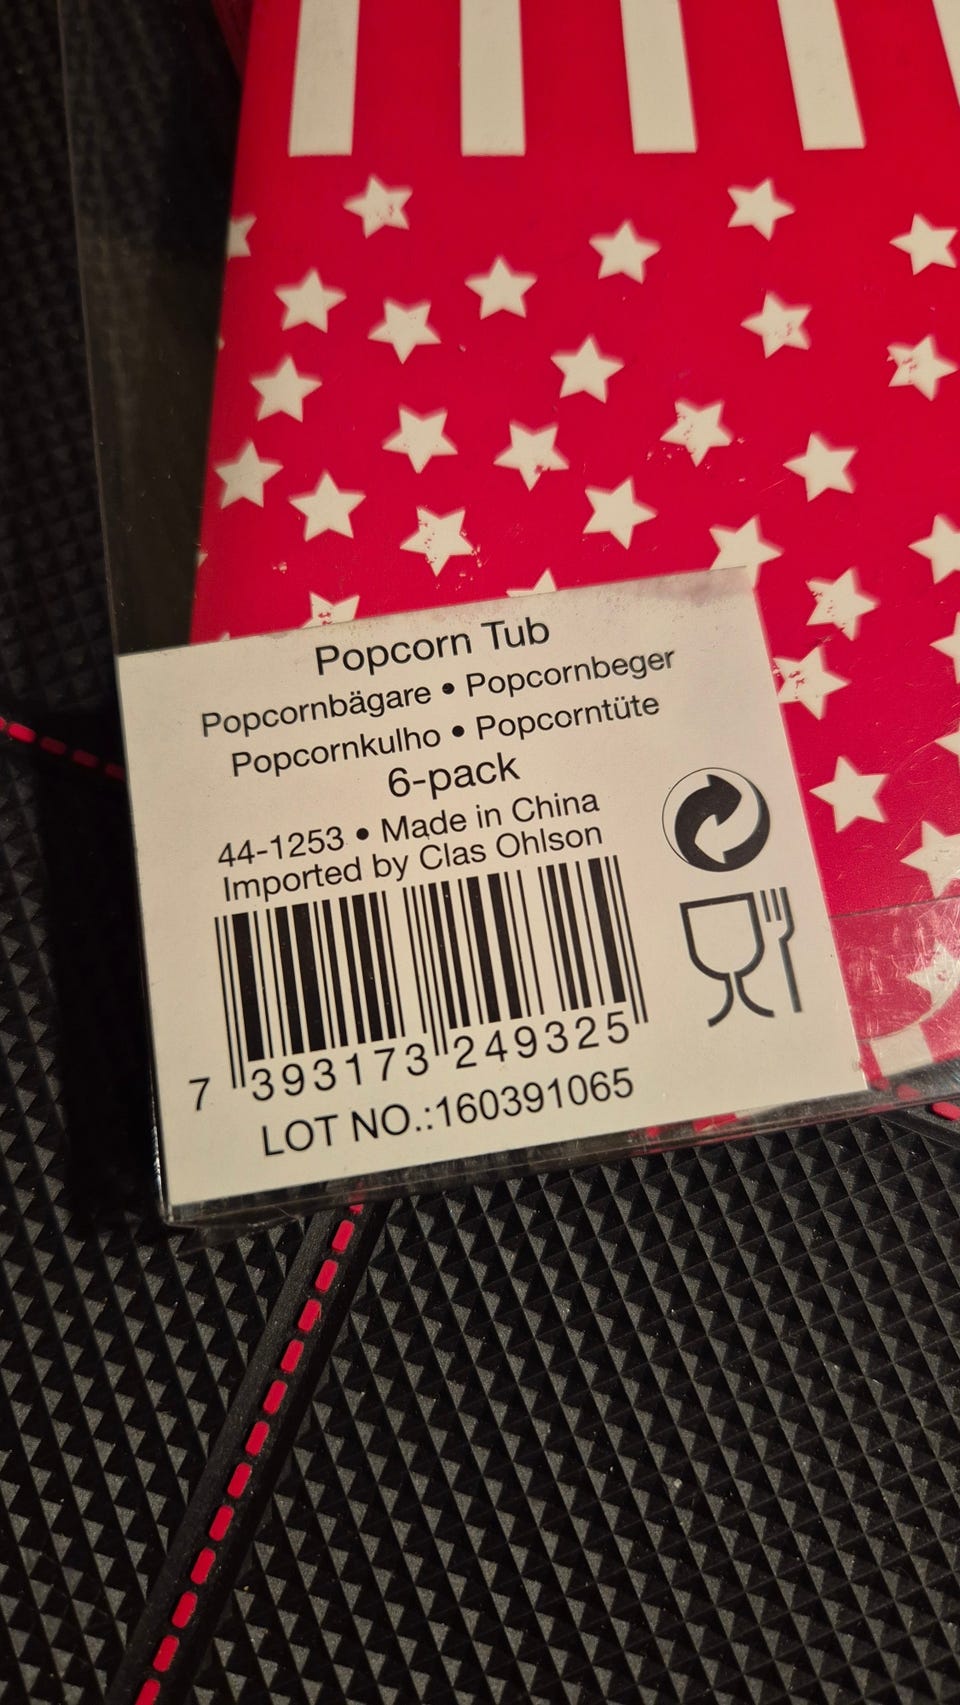 Popcorn Tub
Popcornbägare • Popcornbeger
Popcornkulho • Popcorntüte
6-pack
44-1253 • Made in China
Imported by Clas Ohlson
7 393173 249325
LOT NO.:160391065